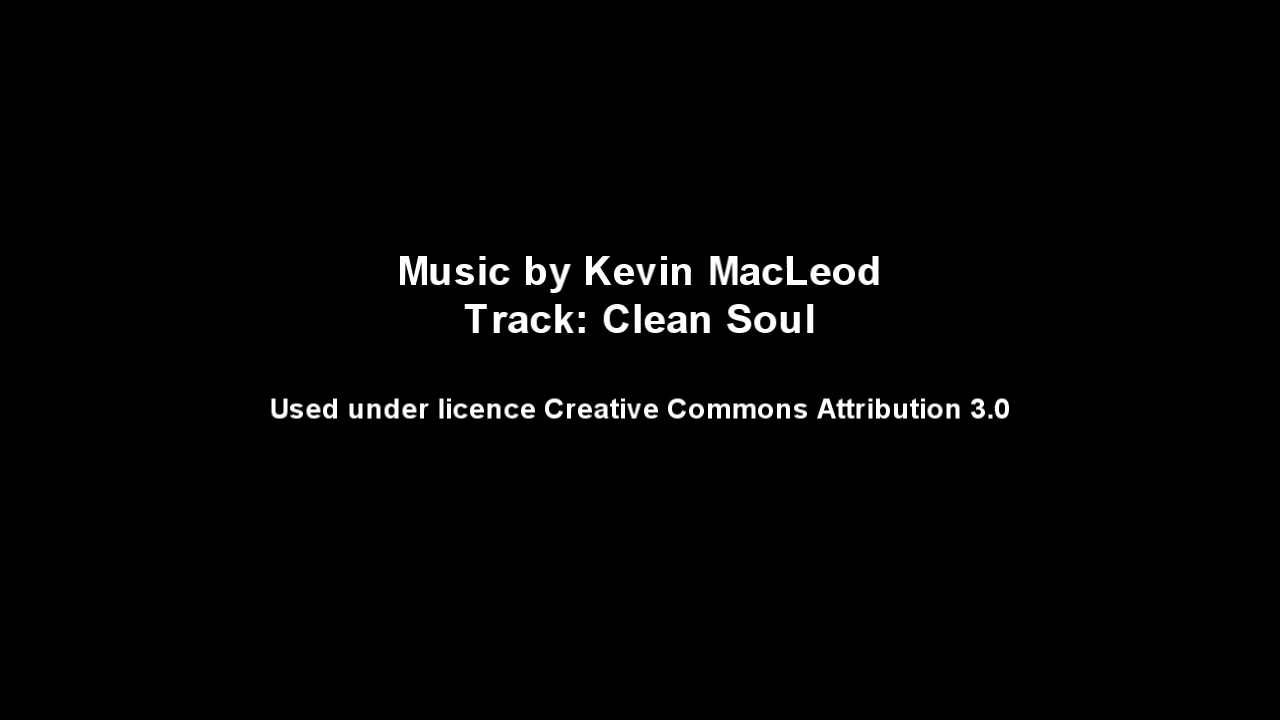 Music by Kevin MacLeod
Track: Clean Soul
Used under licence Creative Commons Attribution 3.0